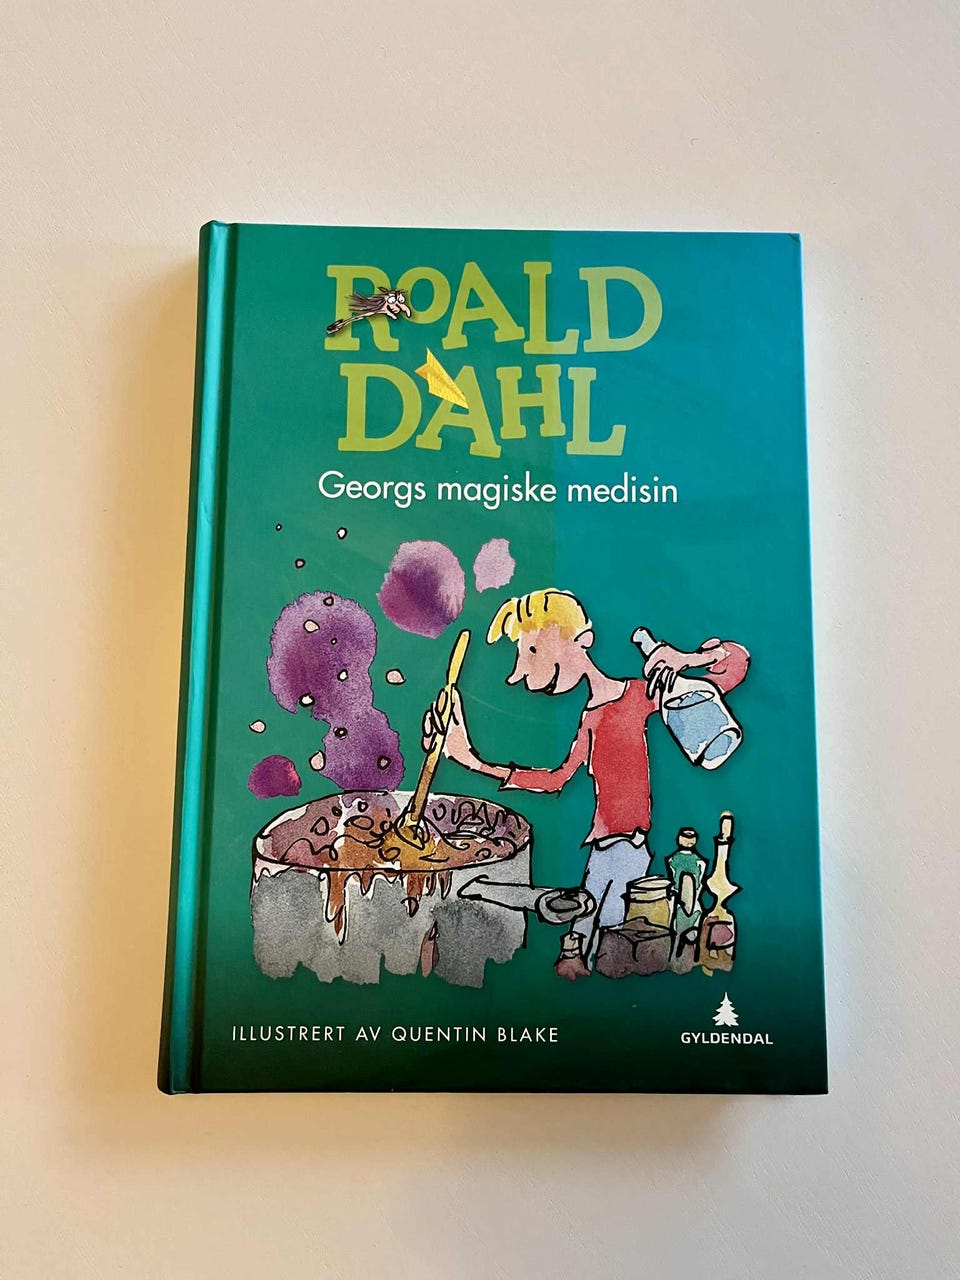 ROALD
DAHL
Georgs magiske medisin
ILLUSTRERT AV QUENTIN BLAKE
GYLDENDAL